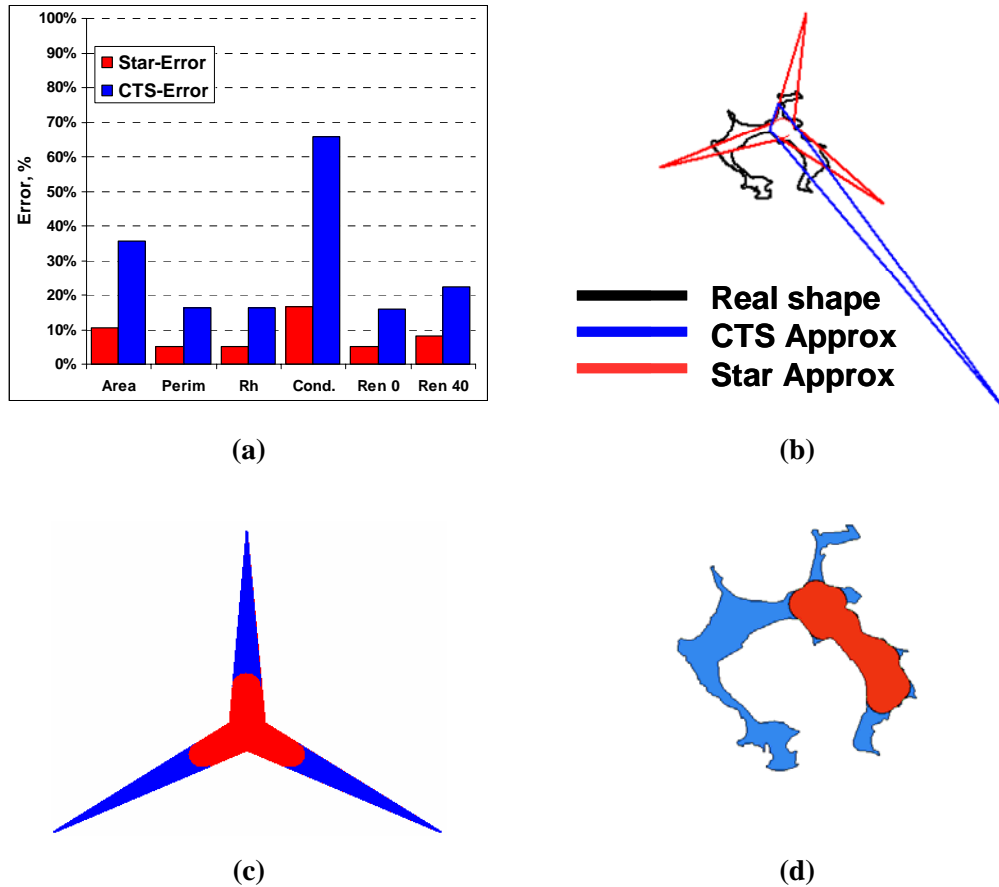 100%
90%
80%
70%
60%
50%
40%
30%
20%
10%
0%
Error, %
Star-Error
CTS-Error
Area Perim Rh Cond. Ren 0 Ren 40
(a)
Real shape
CTS Approx
Star Approx
(b)
(c)
(d)